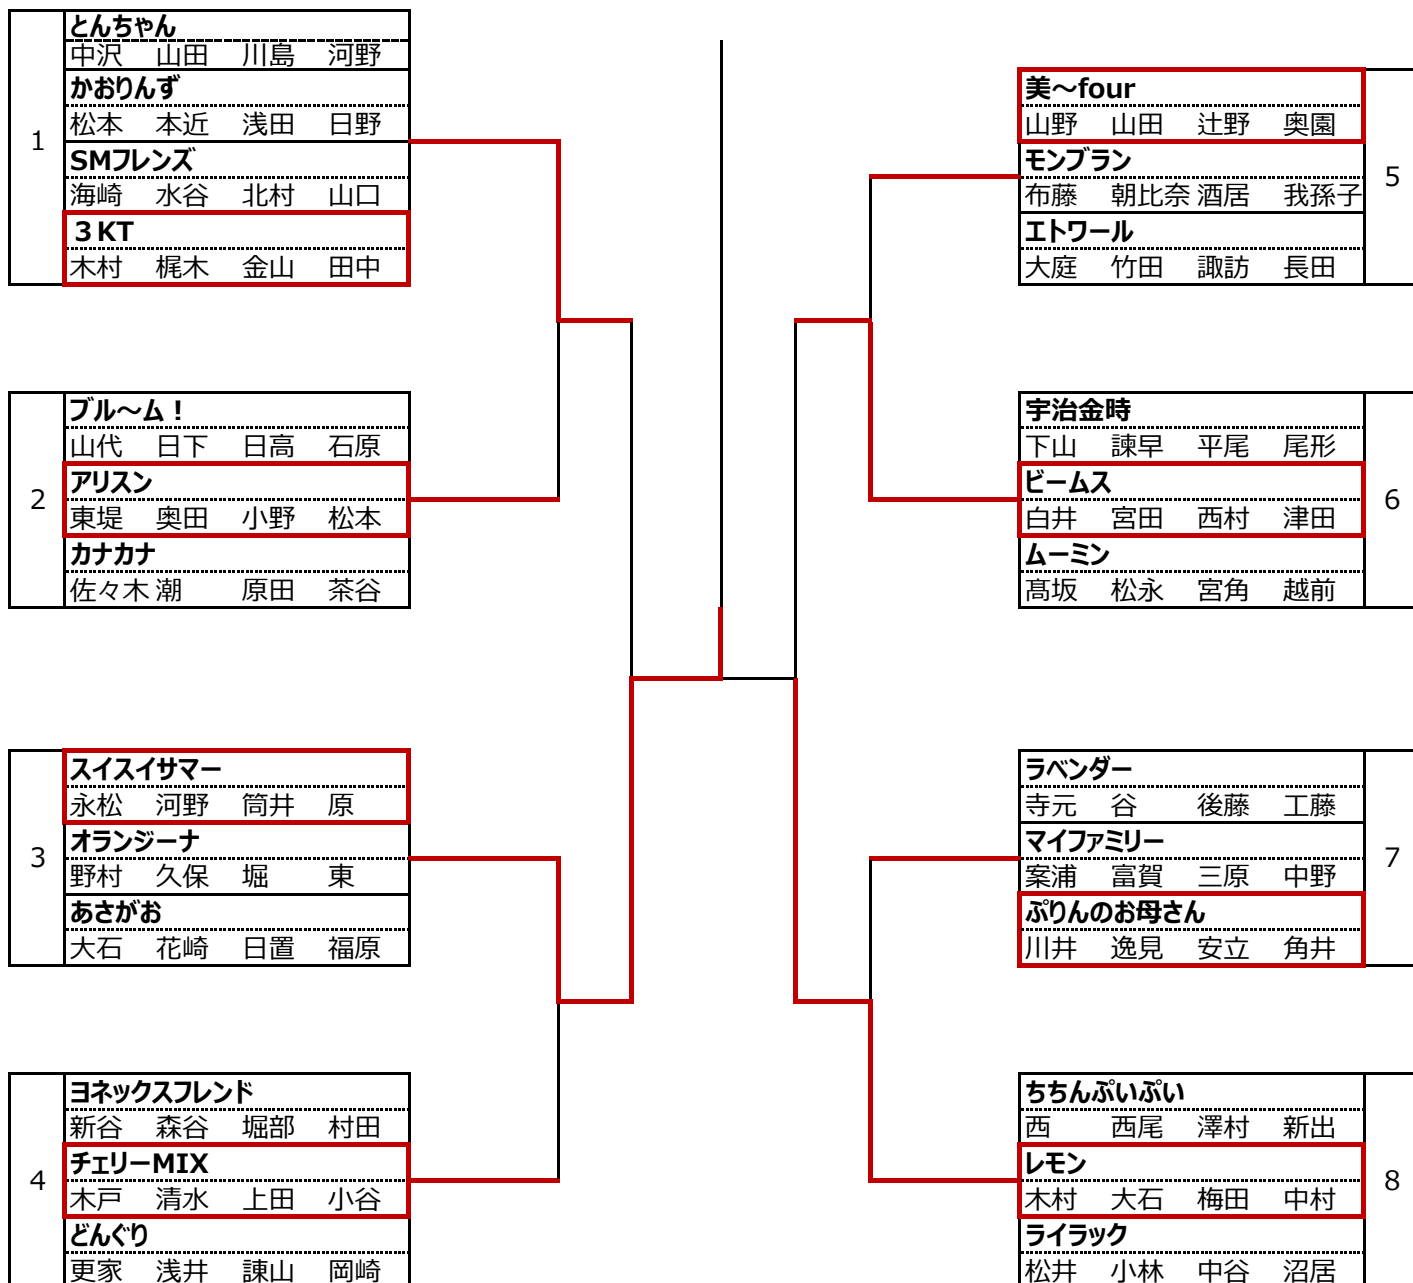 1
とんちゃん
中沢 山田 川島 河野
かおりんず
松本 本近 浅田 日野
SMフレンズ
海崎 水谷 北村 山口
３KT
木村 梶木 金山 田中
2
ブル～ム！
山代 日下 日高 石原
アリスン
東堤 奥田 小野 松本
カナカナ
佐々木 潮 原田 茶谷
3
スイスイサマー
永松 河野 筒井 原
オランジーナ
野村 久保 堀 東
あさがお
大石 花崎 日置 福原
4
ヨネックスフレンド
新谷 森谷 堀部 村田
チェリーMIX
木戸 清水 上田 小谷
どんぐり
更家 浅井 諌山 岡崎
5
美～four
山野 山田 辻野 奥園
モンブラン
布藤 朝比奈 酒居 我孫子
エトワール
大庭 竹田 諏訪 長田
6
宇治金時
下山 諫早 平尾 尾形
ビームス
白井 宮田 西村 津田
ムーミン
髙坂 松永 宮角 越前
7
ラベンダー
寺元 谷 後藤 工藤
マイファミリー
案浦 富賀 三原 中野
ぷりんのお母さん
川井 逸見 安立 角井
8
ちちんぷいぷい
西 西尾 澤村 新出
レモン
木村 大石 梅田 中村
ライラック
松井 小林 中谷 沼居